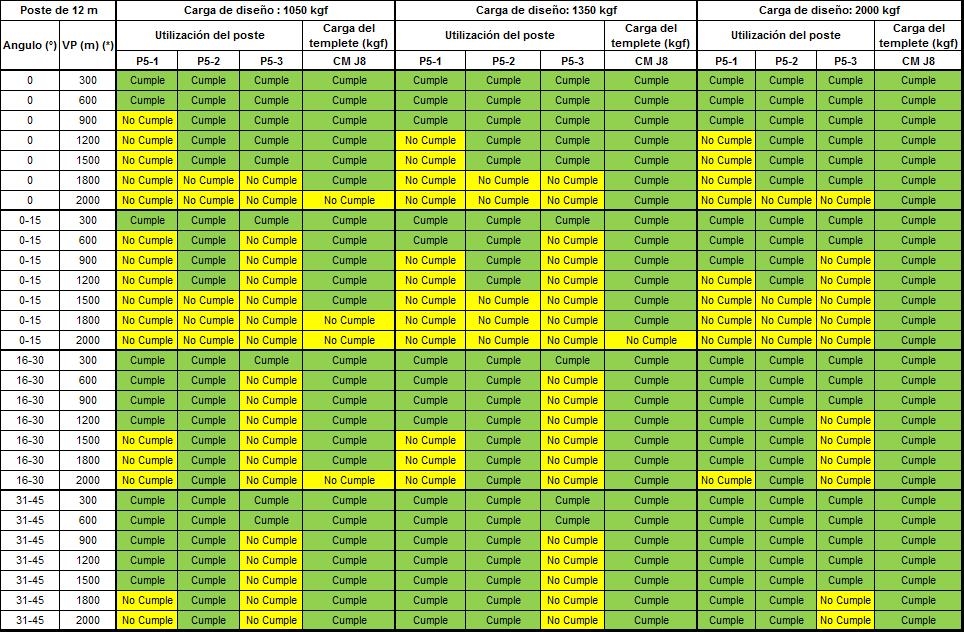 Poste de 12 m Carga de diseño : 1050 kgf Carga de diseño: 1350 kgf Carga de diseño: 2000 kgf
Angulo (°) VP (m) (*) Utilización del poste Carga del templete (kgf) Utilización del poste Carga del templete (kgf) Utilización del poste Carga del templete (kgf)
P5-1 P5-2 P5-3 CM J8 P5-1 P5-2 P5-3 CM J8 P5-1 P5-2 P5-3 CM J8
0 300 Cumple Cumple Cumple Cumple Cumple Cumple Cumple Cumple Cumple Cumple Cumple Cumple
0 600 Cumple Cumple Cumple Cumple Cumple Cumple Cumple Cumple Cumple Cumple Cumple Cumple
0 900 No Cumple Cumple Cumple Cumple Cumple Cumple Cumple Cumple Cumple Cumple Cumple Cumple
0 1200 No Cumple Cumple Cumple Cumple No Cumple Cumple Cumple Cumple No Cumple Cumple Cumple Cumple
0 1500 No Cumple Cumple Cumple Cumple No Cumple Cumple Cumple Cumple No Cumple Cumple Cumple Cumple
0 1800 No Cumple No Cumple No Cumple Cumple No Cumple No Cumple No Cumple Cumple No Cumple Cumple Cumple Cumple
0 2000 No Cumple No Cumple No Cumple No Cumple No Cumple No Cumple No Cumple Cumple No Cumple No Cumple No Cumple Cumple
0-15 300 Cumple Cumple Cumple Cumple Cumple Cumple Cumple Cumple Cumple Cumple Cumple Cumple
0-15 600 No Cumple Cumple No Cumple Cumple Cumple Cumple No Cumple Cumple Cumple Cumple Cumple Cumple
0-15 900 No Cumple Cumple No Cumple Cumple No Cumple Cumple No Cumple Cumple Cumple Cumple No Cumple Cumple
0-15 1200 No Cumple Cumple No Cumple Cumple No Cumple Cumple No Cumple Cumple No Cumple Cumple No Cumple Cumple
0-15 1500 No Cumple No Cumple No Cumple Cumple No Cumple No Cumple No Cumple Cumple No Cumple No Cumple No Cumple Cumple
0-15 1800 No Cumple No Cumple No Cumple No Cumple No Cumple No Cumple No Cumple Cumple No Cumple No Cumple No Cumple Cumple
0-15 2000 No Cumple No Cumple No Cumple No Cumple No Cumple No Cumple No Cumple No Cumple No Cumple No Cumple No Cumple Cumple
16-30 300 Cumple Cumple Cumple Cumple Cumple Cumple Cumple Cumple Cumple Cumple Cumple Cumple
16-30 600 Cumple Cumple No Cumple Cumple Cumple Cumple No Cumple Cumple Cumple Cumple Cumple Cumple
16-30 900 Cumple Cumple No Cumple Cumple Cumple Cumple No Cumple Cumple Cumple Cumple Cumple Cumple
16-30 1200 Cumple Cumple No Cumple Cumple Cumple Cumple No Cumple Cumple Cumple Cumple No Cumple Cumple
16-30 1500 No Cumple Cumple No Cumple Cumple No Cumple Cumple No Cumple Cumple Cumple Cumple No Cumple Cumple
16-30 1800 No Cumple Cumple No Cumple Cumple No Cumple Cumple No Cumple Cumple Cumple Cumple No Cumple Cumple
16-30 2000 No Cumple Cumple No Cumple No Cumple No Cumple Cumple No Cumple Cumple No Cumple Cumple No Cumple Cumple
31-45 300 Cumple Cumple Cumple Cumple Cumple Cumple Cumple Cumple Cumple Cumple Cumple Cumple
31-45 600 Cumple Cumple Cumple Cumple Cumple Cumple Cumple Cumple Cumple Cumple Cumple Cumple
31-45 900 Cumple Cumple No Cumple Cumple Cumple Cumple No Cumple Cumple Cumple Cumple Cumple Cumple
31-45 1200 Cumple Cumple No Cumple Cumple Cumple Cumple No Cumple Cumple Cumple Cumple Cumple Cumple
31-45 1500 Cumple Cumple No Cumple Cumple Cumple Cumple No Cumple Cumple Cumple Cumple Cumple Cumple
31-45 1800 No Cumple Cumple No Cumple Cumple Cumple Cumple No Cumple Cumple Cumple Cumple No Cumple Cumple
31-45 2000 No Cumple Cumple No Cumple Cumple Cumple Cumple No Cumple Cumple Cumple Cumple No Cumple Cumple